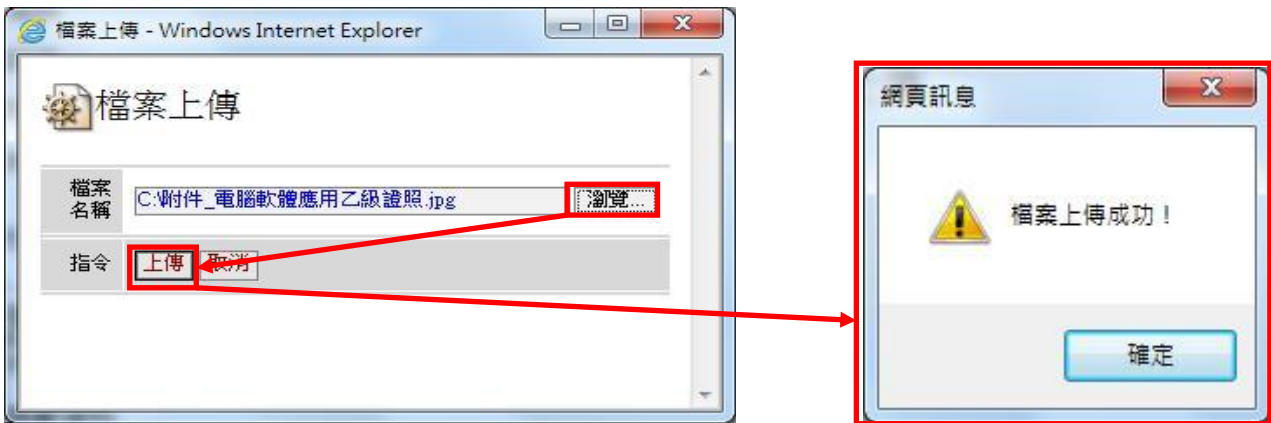 檔案上傳 - Windows Internet Explorer
檔案上傳
檔案
名稱
C:\附件_電腦軟體應用乙級證照.jpg
瀏覽...
指令
上傳
取消
網頁訊息
檔案上傳成功！
確定